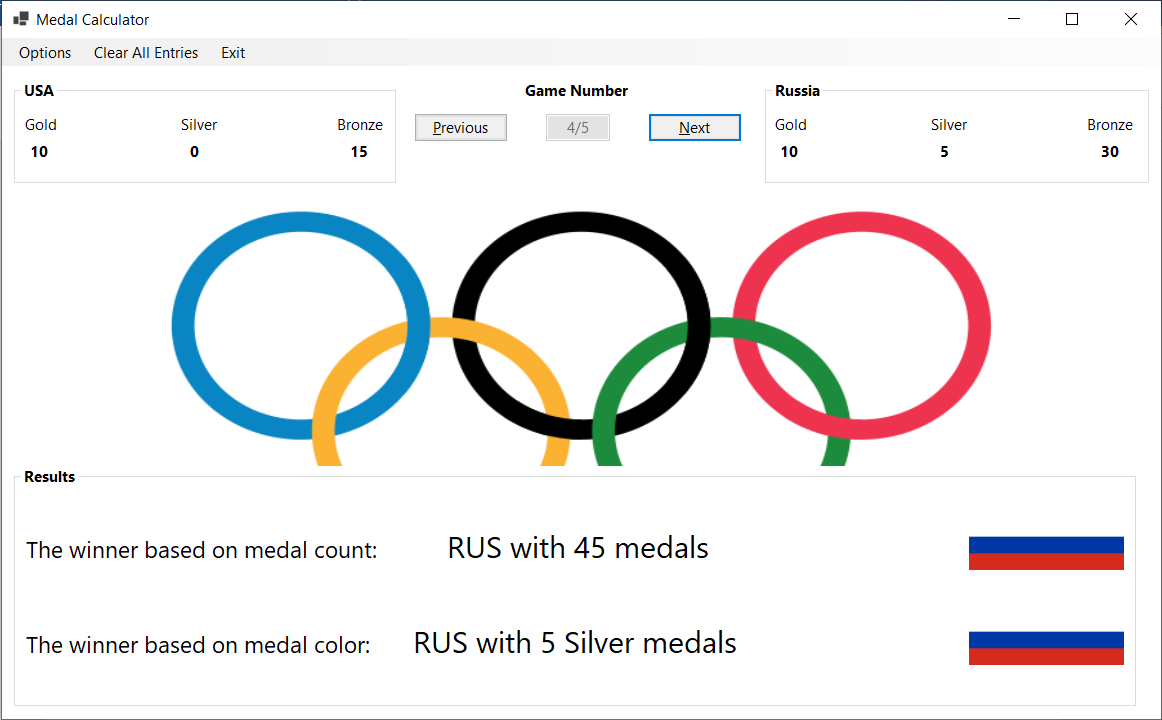 Medal Calculator
Options Clear All Entries Exit
USA
Gold Silver Bronze
10 0 15
Game Number
Previous 4/5 Next
Russia
Gold Silver Bronze
10 5 30
Results
The winner based on medal count: RUS with 45 medals
The winner based on medal color: RUS with 5 Silver medals